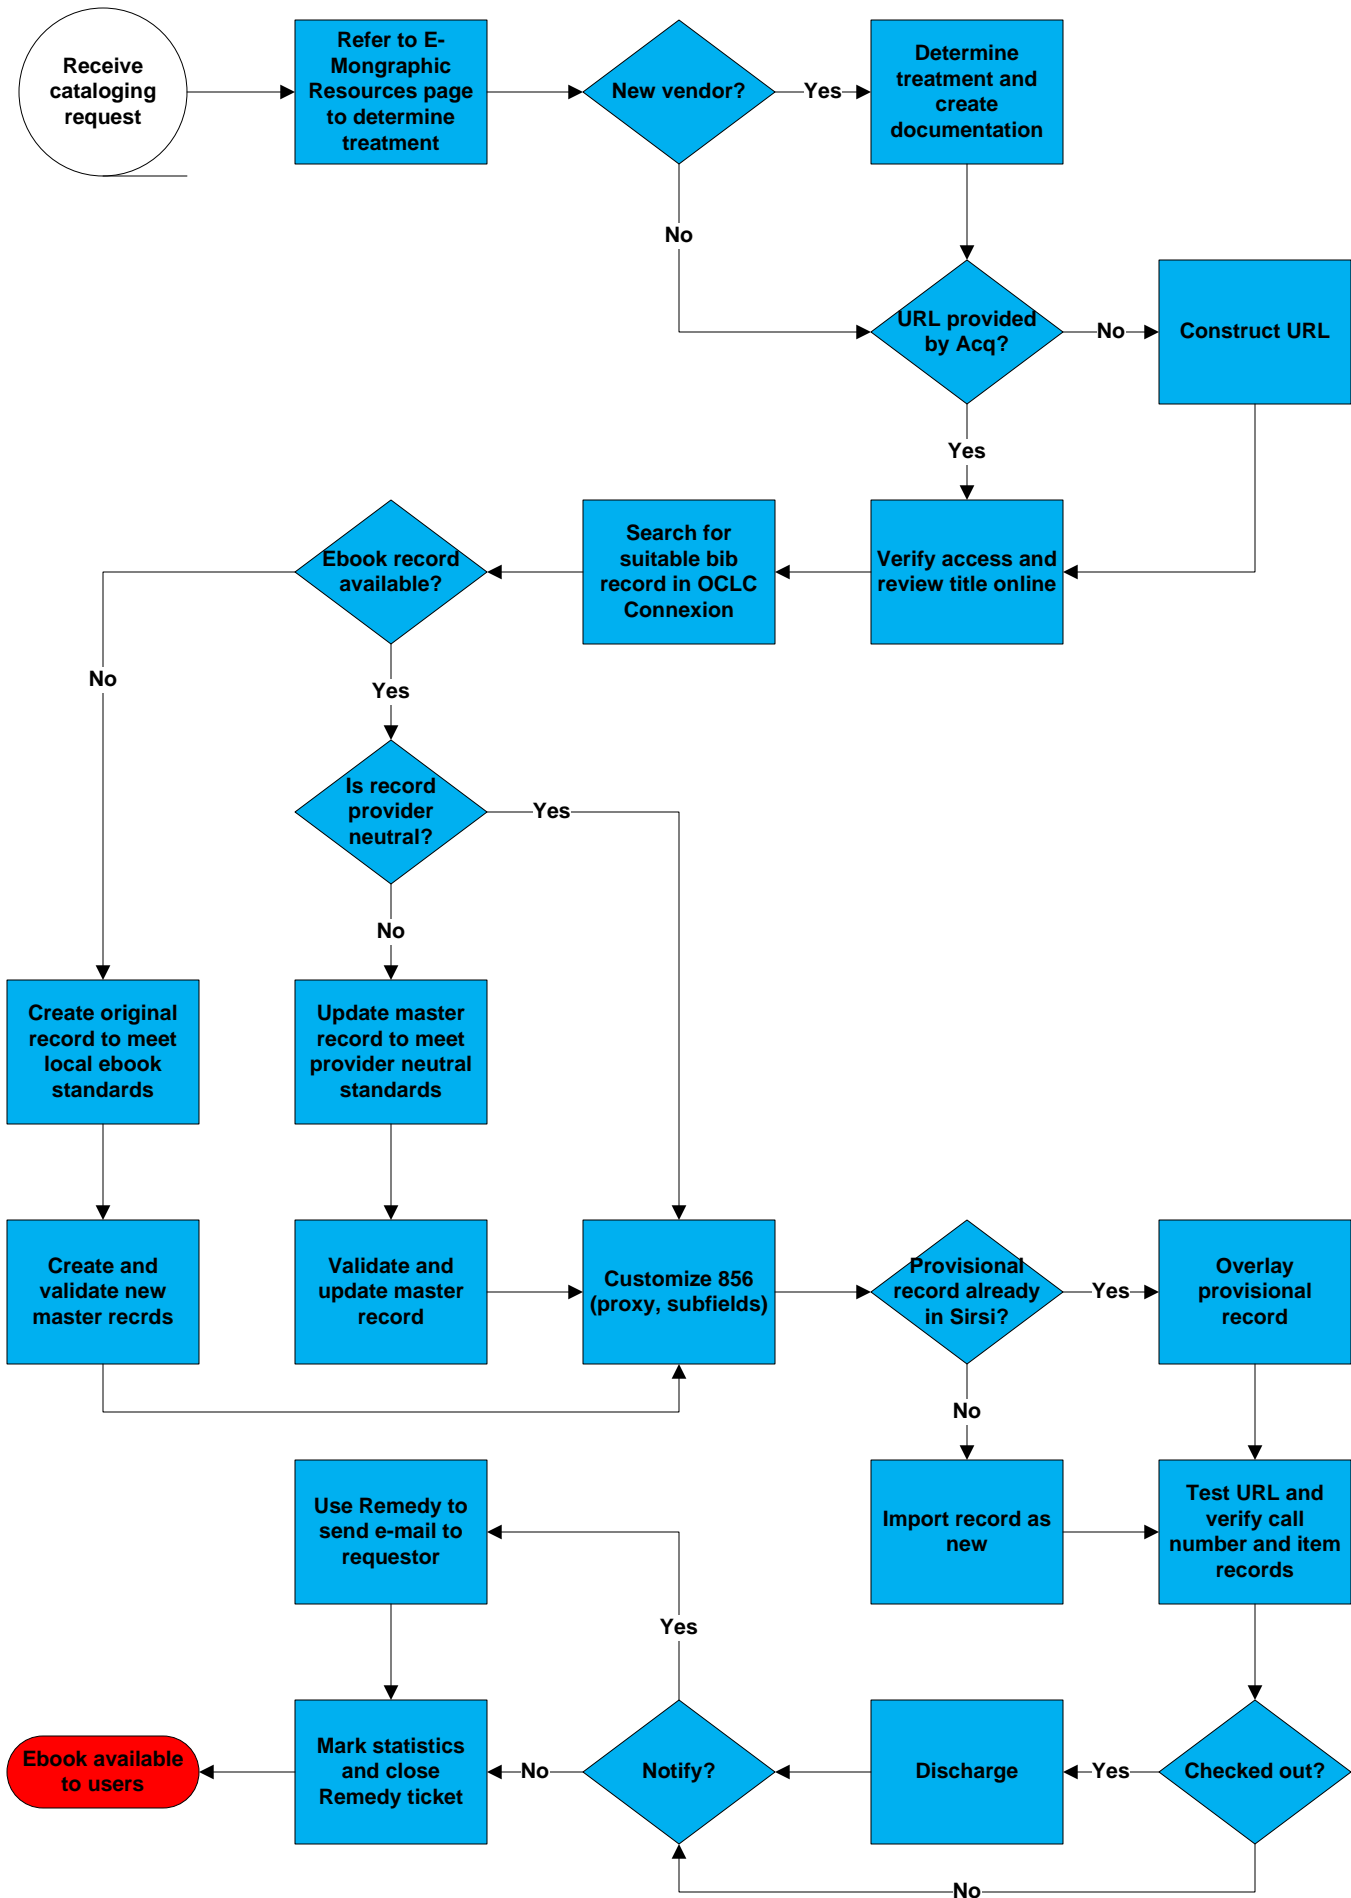 Receive
cataloging
request
Refer to E-
Mongraphic
Resources page
to determine
treatment
New vendor?
Yes
Determine
treatment and
create
documentation
No
URL provided
by Acq?
No
Construct URL
Yes
Verify access and
review title online
Search for
suitable bib
record in OCLC
Connexion
Ebook record
available?
No
Yes
Is record
provider
neutral?
Yes
No
Create original
record to meet
local ebook
standards
Update master
record to meet
provider neutral
standards
Create and
validate new
master recrds
Validate and
update master
record
Customize 856
(proxy, subfields)
Provisional
record already
in Sirsi?
Yes
Overlay
provisional
record
No
Import record as
new
Test URL and
verify call
number and item
records
Use Remedy to
send e-mail to
requestor
Yes
Checked out?
Yes
Discharge
Notify?
No
Mark statistics
and close
Remedy ticket
Ebook available
to users
No